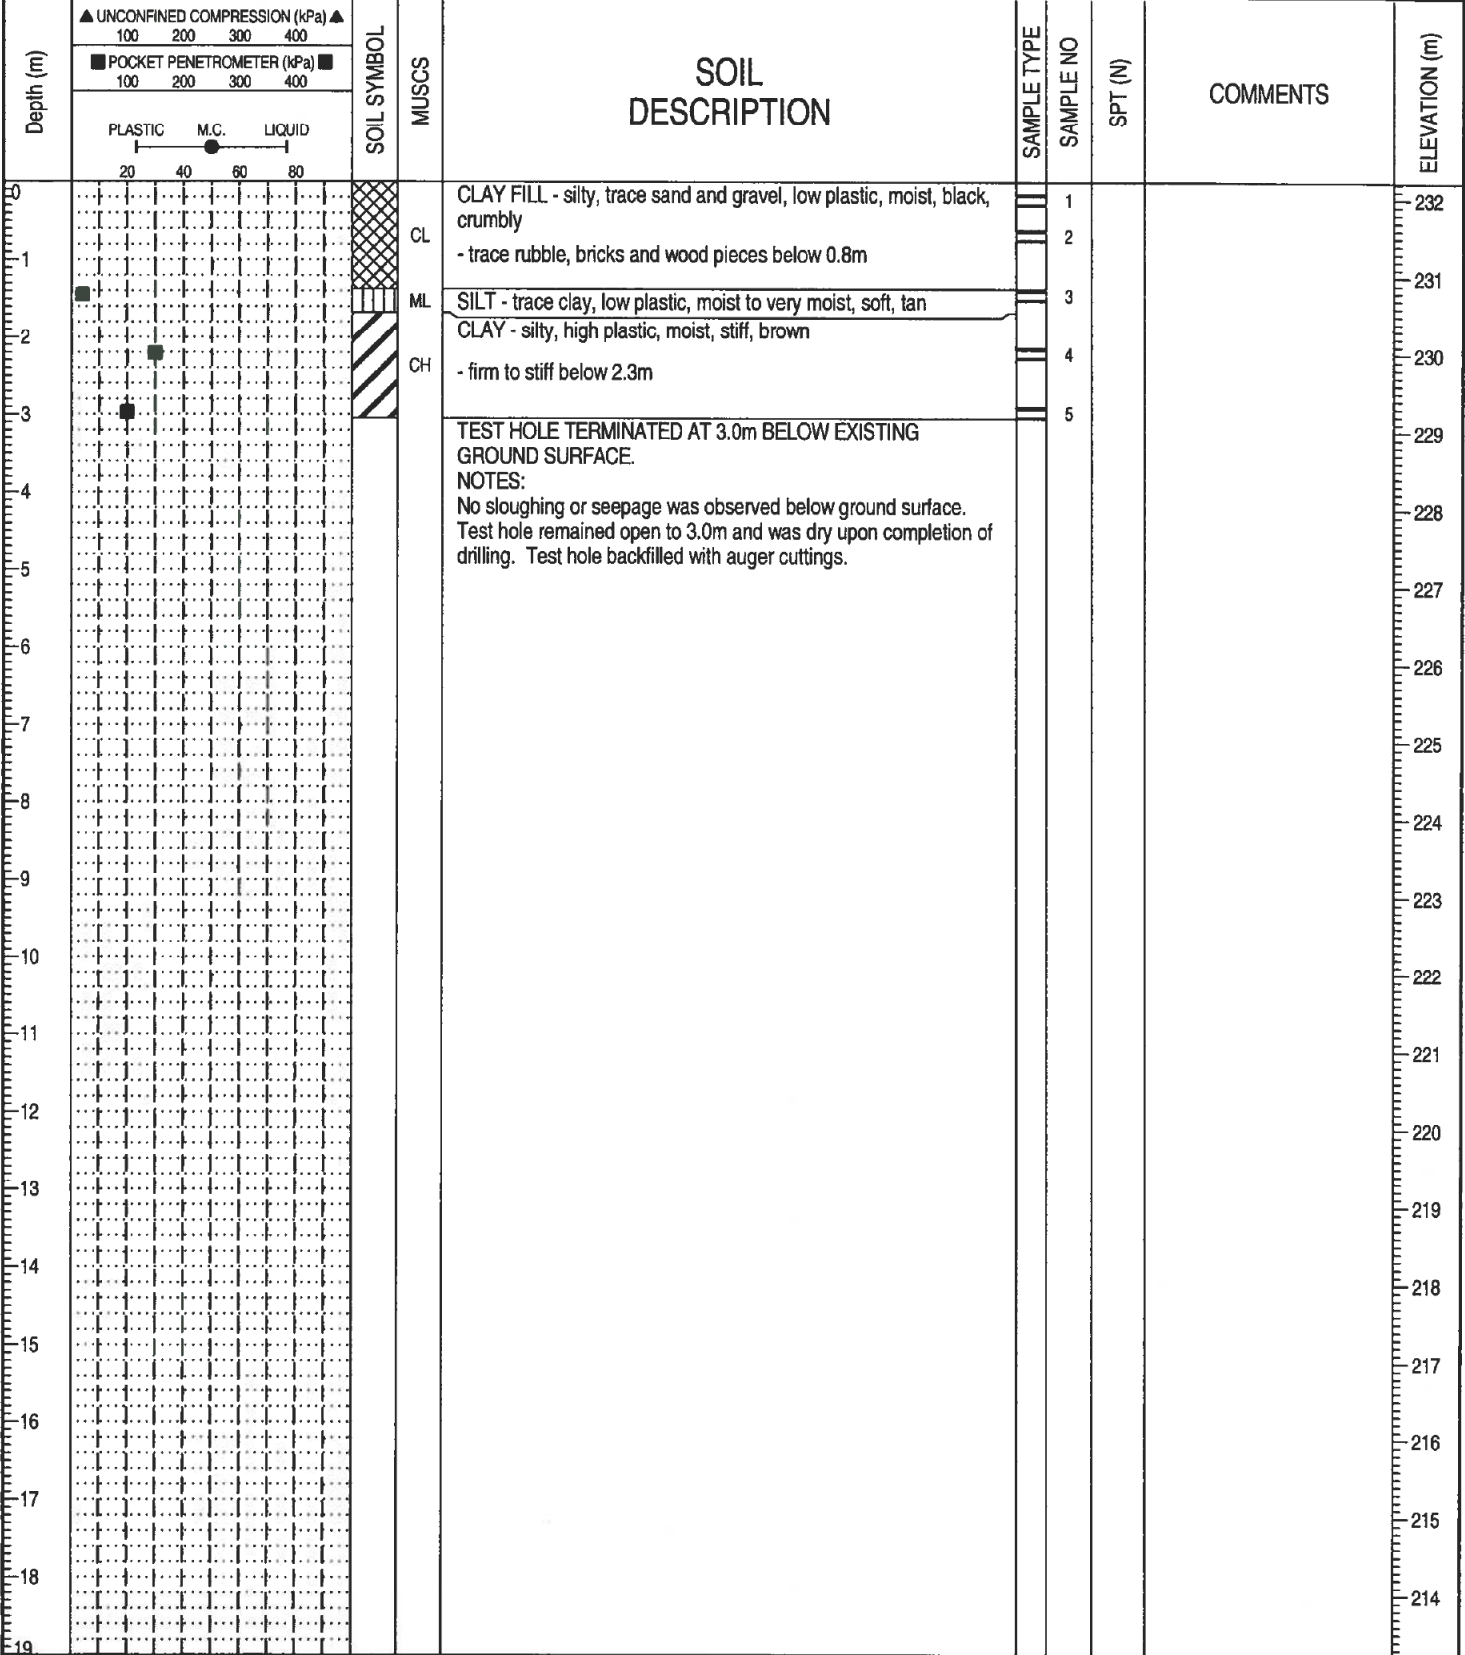 ▲ UNCONFINED COMPRESSION (kPa) ▲
100 200 300 400
■ POCKET PENETROMETER (kPa) ■
100 200 300 400
PLASTIC M.C. LIQUID
20 40 60 80
Depth (m)
SOIL SYMBOL
MUSCS
SOIL
DESCRIPTION
SAMPLE TYPE
SAMPLE NO
SPT (N)
COMMENTS
ELEVATION (m)
0
CLAY FILL - silty, trace sand and gravel, low plastic, moist, black,
crumbly
1
232
CL
2
- trace rubble, bricks and wood pieces below 0.8m
1
231
ML
SILT - trace clay, low plastic, moist to very moist, soft, tan
3
CLAY - silty, high plastic, moist, stiff, brown
2
4
230
CH
- firm to stiff below 2.3m
3
5
TEST HOLE TERMINATED AT 3.0m BELOW EXISTING
229
GROUND SURFACE.
NOTES:
4
No sloughing or seepage was observed below ground surface.
228
Test hole remained open to 3.0m and was dry upon completion of
drilling. Test hole backfilled with auger cuttings.
5
227
6
226
7
225
8
224
9
223
10
222
11
221
12
220
13
219
14
218
15
217
16
216
17
215
18
214
19